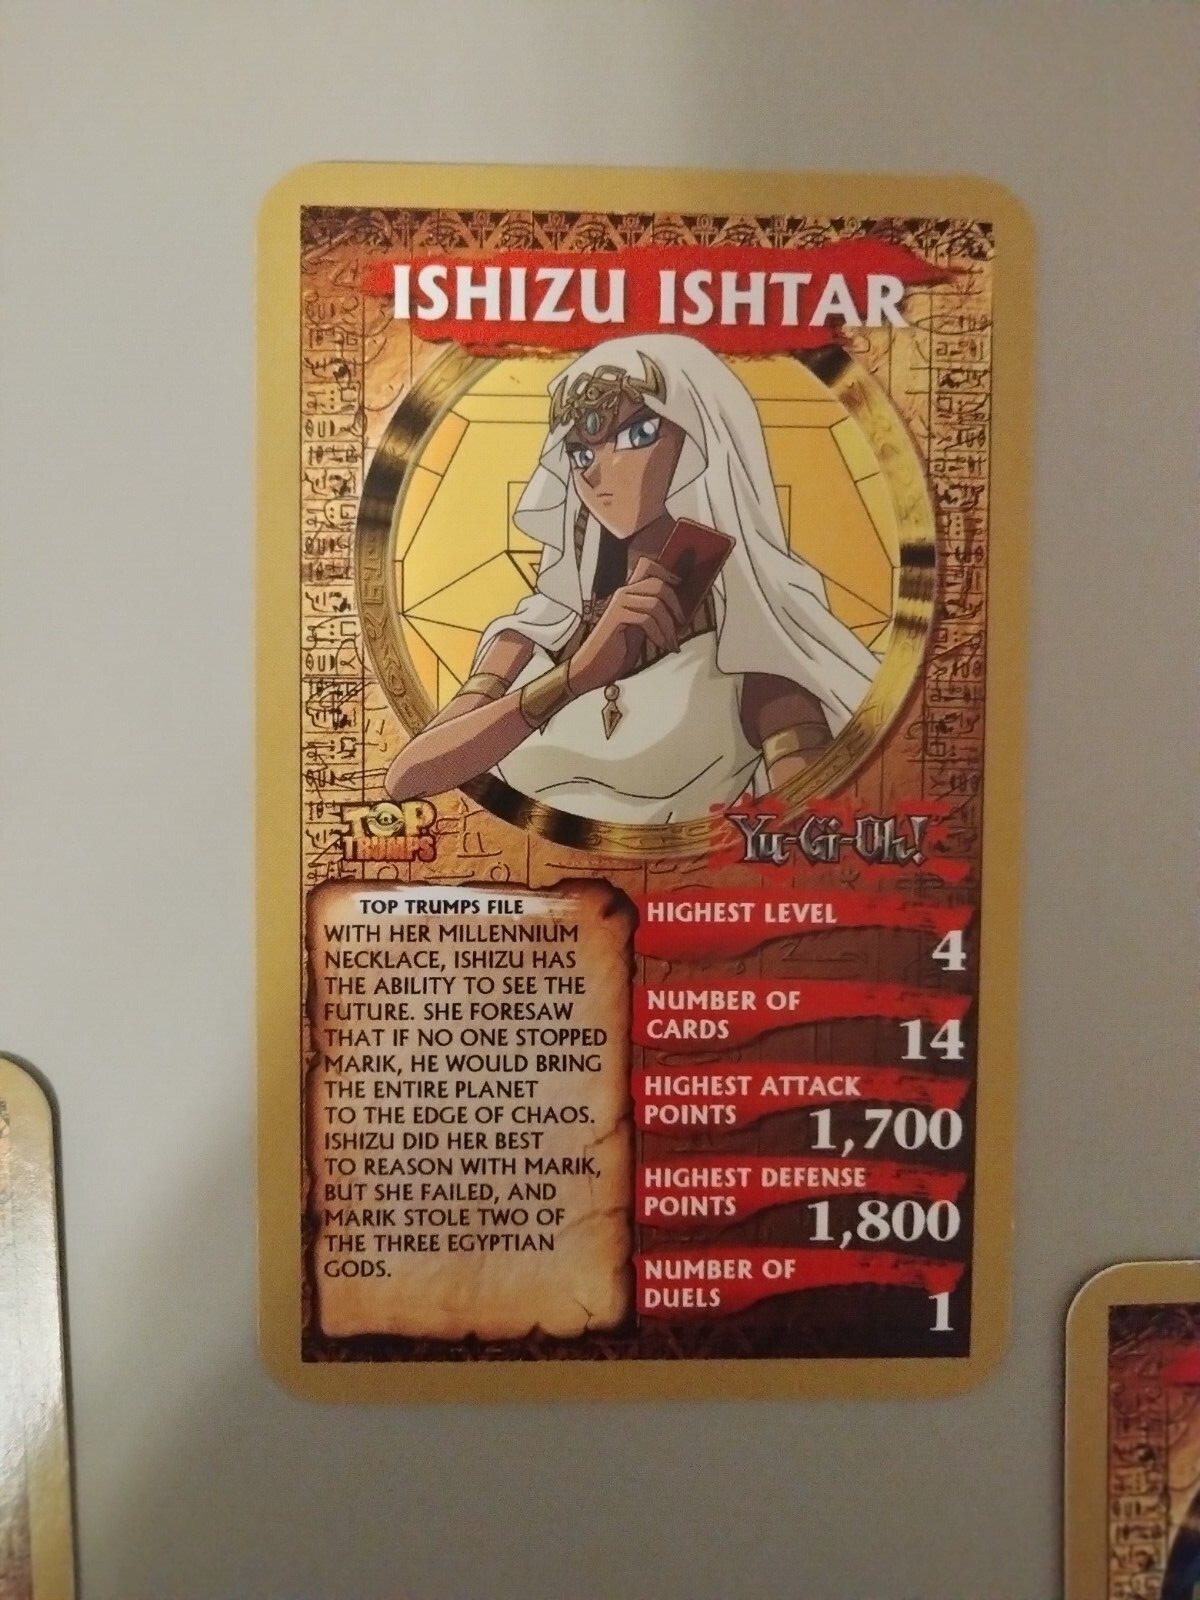 ISHIZU ISHTAR
TOP
TRUMPS
Yu-Gi-Oh!
TOP TRUMPS FILE
WITH HER MILLENNIUM
NECKLACE, ISHIZU HAS
THE ABILITY TO SEE THE
FUTURE. SHE FORESAW
THAT IF NO ONE STOPPED
MARIK, HE WOULD BRING
THE ENTIRE PLANET
TO THE EDGE OF CHAOS.
ISHIZU DID HER BEST
TO REASON WITH MARIK,
BUT SHE FAILED, AND
MARIK STOLE TWO OF
THE THREE EGYPTIAN
GODS.
HIGHEST LEVEL
4
NUMBER OF
CARDS 14
HIGHEST ATTACK
POINTS 1,700
HIGHEST DEFENSE
POINTS 1,800
NUMBER OF
DUELS 1